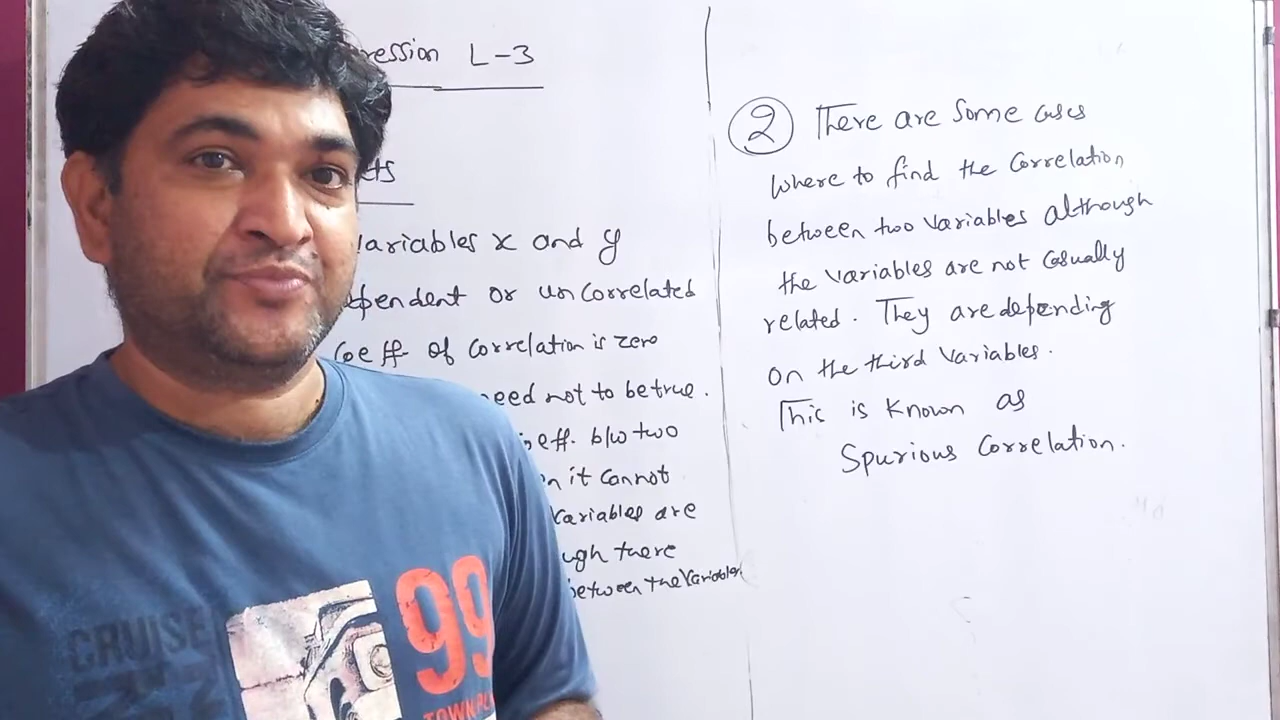 ression L-3
ts
Variables x and y
ependent or uncorrelated
Coeff. of correlation is zero
need not to be true.
coeff. b/w two
n it cannot
Variables are
ugh there
between the Variables
2 There are Some cases
where to find the Correlation
between two Variables although
the Variables are not Casually
related. They are depending
on the third Variables.
This is Known as
Spurious Correlation.
CRUISE
99
TOWN